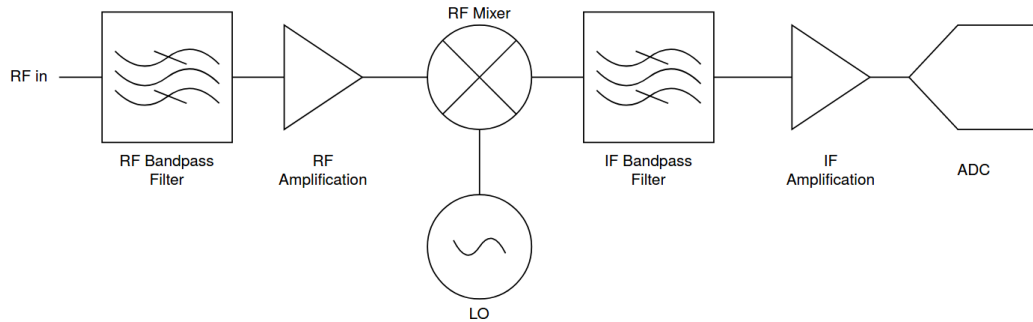 RF Mixer
RF in
RF Bandpass
Filter
RF
Amplification
IF Bandpass
Filter
IF
Amplification
ADC
LO